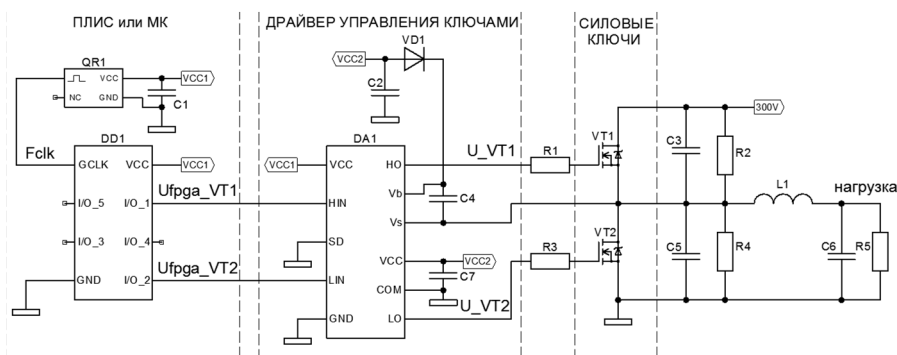 ПЛИС или МК
ДРАЙВЕР УПРАВЛЕНИЯ КЛЮЧАМИ
СИЛОВЫЕ
КЛЮЧИ
QR1
VCC
NC
GND
VCC1
C1
Fclk
DD1
GCLK
VCC
VCC1
I/O_5
I/O_1
I/O_3
I/O_4
GND
I/O_2
Ufpga_VT1
Ufpga_VT2
VCC2
VD1
C2
DA1
VCC1
VCC
HO
HIN
Vb
Vs
SD
VCC
VCC2
C7
LIN
COM
GND
LO
C4
U_VT1
U_VT2
R1
R3
VT1
VT2
300V
C3
R2
C5
R4
L1
нагрузка
C6
R5